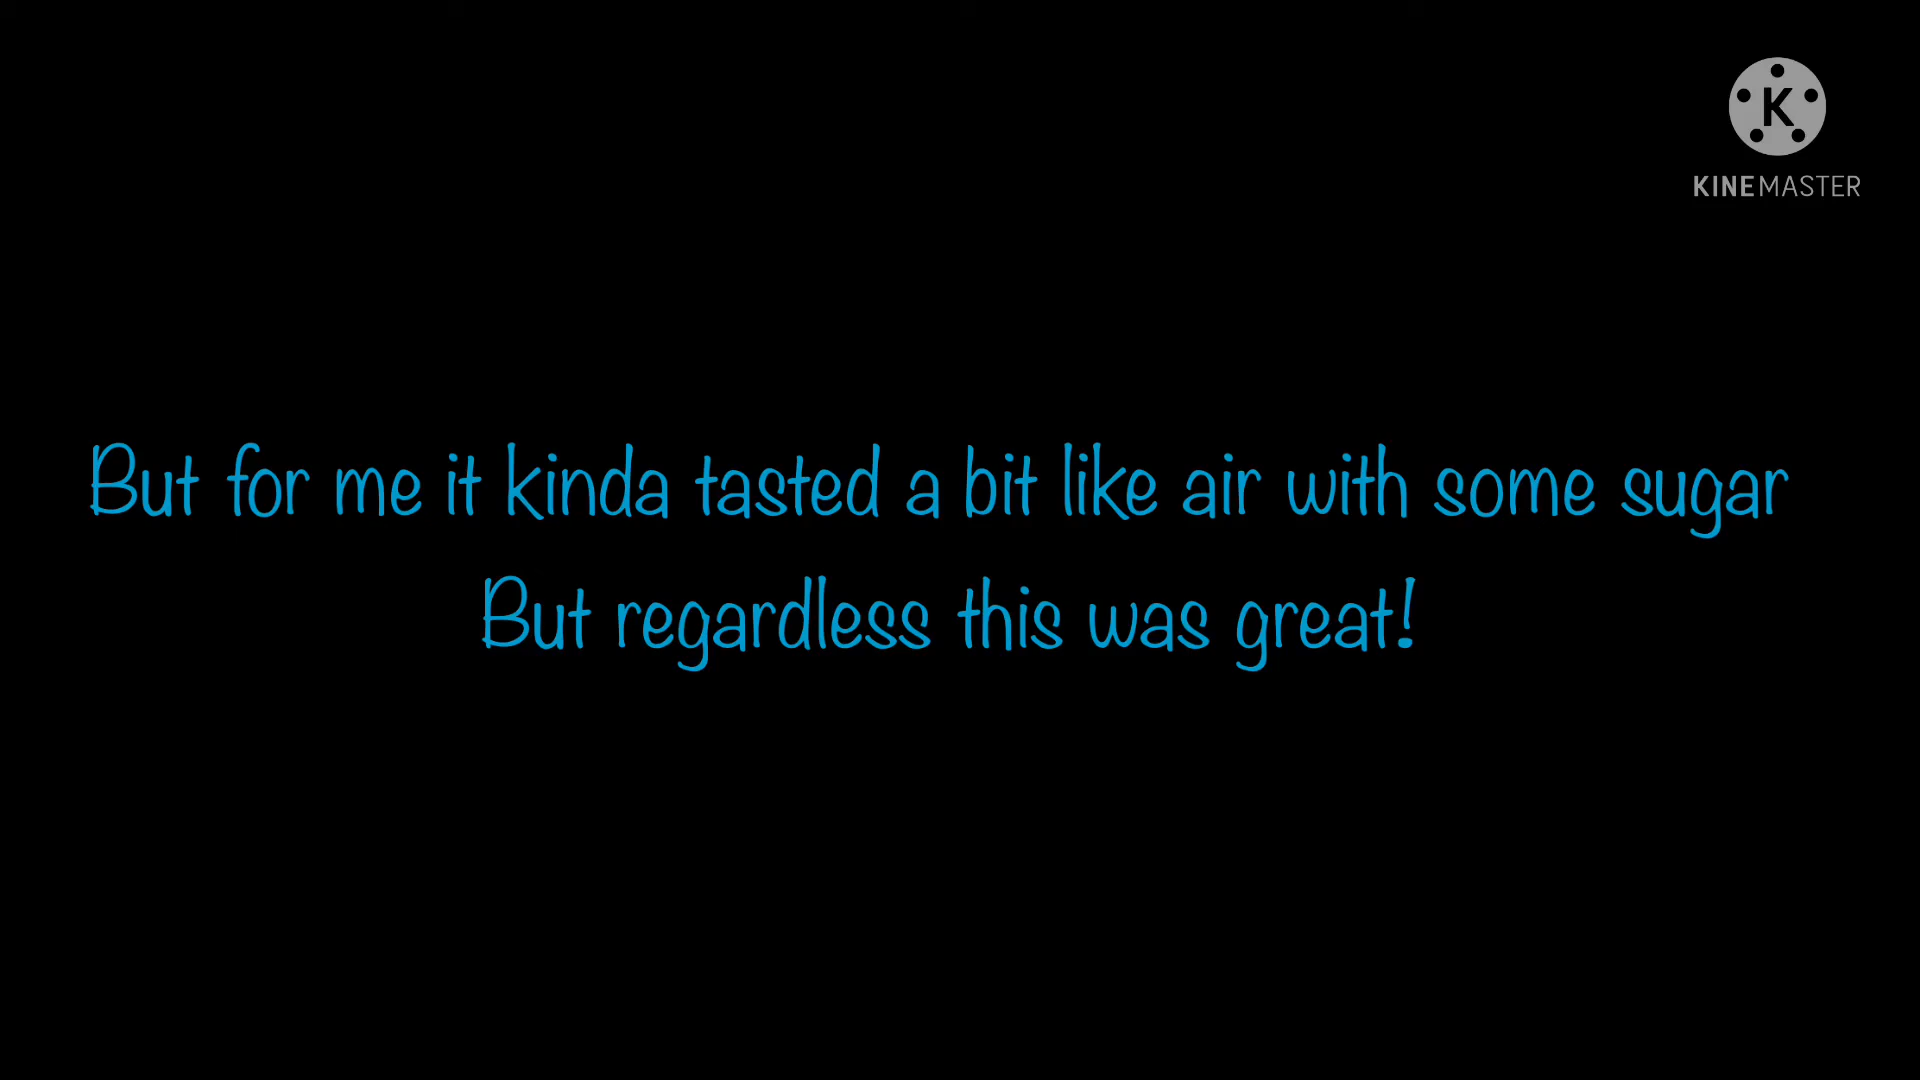 K
KINEMASTER
But for me it kinda tasted a bit like air with some sugar
But regardless this was great!